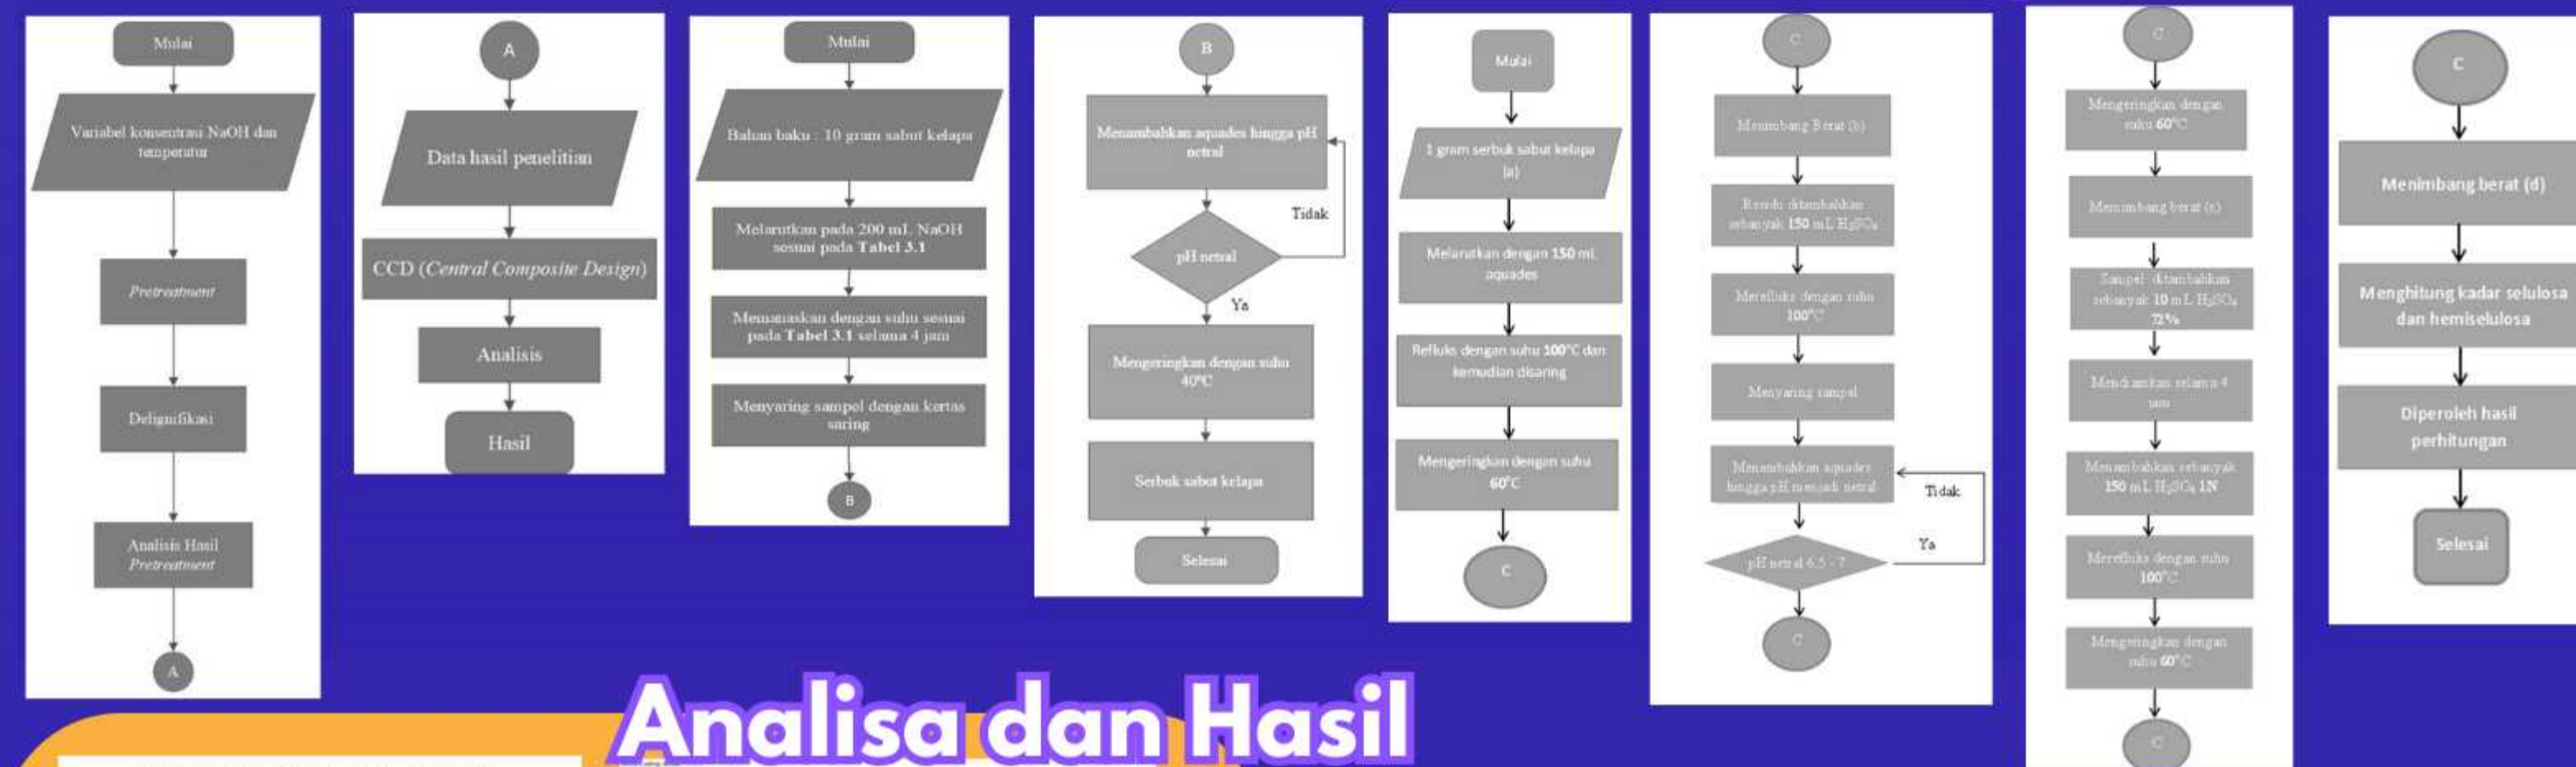 Mulai
Variabel konsentrasi NaOH dan
temperatur
Pretreatment
Delignifikasi
Analisis Hasil
Pretreatment
A
A
Data hasil penelitian
CCD (Central Composite Design)
Analisis
Hasil
Mulai
Bahan baku : 10 gram sabut kelapa
Melarutkan pada 200 mL NaOH
sesuai pada Tabel 3.1
Memanaskan dengan suhu sesuai
pada Tabel 3.1 selama 4 jam
Menyaring sampel dengan kertas
saring
B
B
Menambahkan aquades hingga pH
netral
Tidak
pH netral
Ya
Mengeringkan dengan suhu
40°C
Serbuk sabut kelapa
Selesai
Mulai
1 gram serbuk sabut kelapa
(a)
Melarutkan dengan 150 mL
aquades
Refluks dengan suhu 100°C dan
kemudian disaring
Mengeringkan dengan suhu
60°C
C
C
Menimbang Berat (b)
Residu ditambahkan
sebanyak 150 mL H₂SO₄
Merefluks dengan suhu
100°C
Menyaring sampel
Menambahkan aquades
hingga pH menjadi netral
Tidak
Ya
pH netral 6,5 - 7
C
C
Mengeringkan dengan
suhu 60°C
Menimbang berat (c)
Sampel ditambahkan
sebanyak 10 mL H₂SO₄
72%
Mendiamkan selama 4
jam
Menambahkan sebanyak
150 mL H₂SO₄ 1N
Merefluks dengan suhu
100°C
Mengeringkan dengan
suhu 60°C
C
C
Menimbang berat (d)
Menghitung kadar selulosa
dan hemiselulosa
Diperoleh hasil
perhitungan
Selesai
Analisa dan Hasil